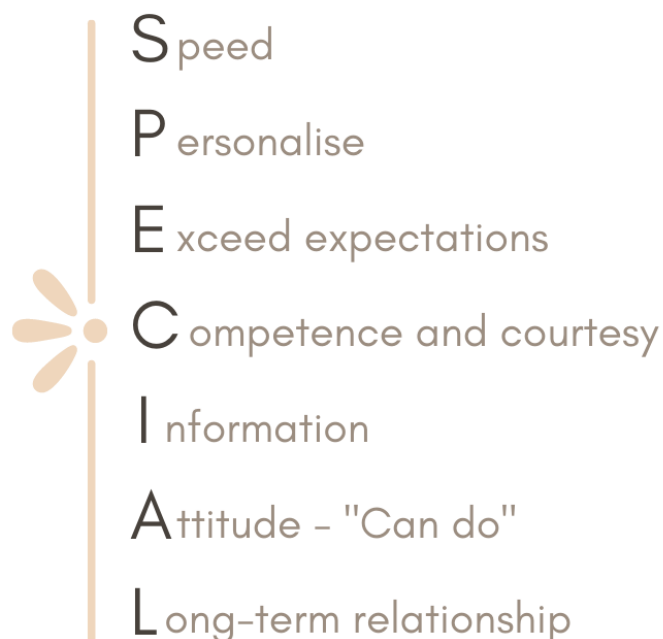 Speed
Personalise
Exceed expectations
Competence and courtesy
Information
Attitude - "Can do"
Long-term relationship